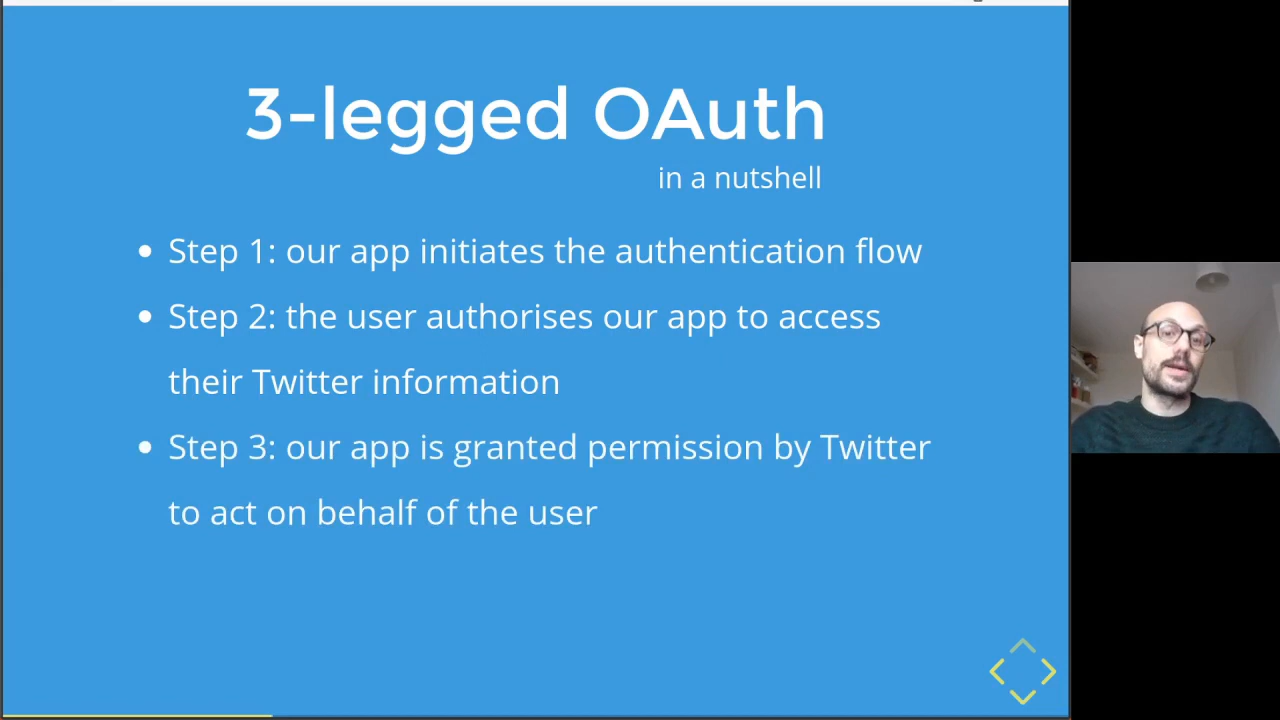 3-legged OAuth
in a nutshell
Step 1: our app initiates the authentication flow
Step 2: the user authorises our app to access
their Twitter information
Step 3: our app is granted permission by Twitter
to act on behalf of the user